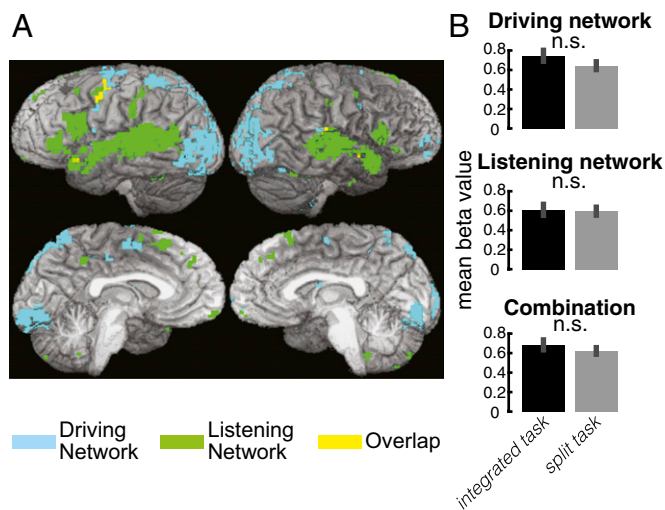 A
B
Driving network
n.s.
0.8
0.6
0.4
0.2
0
Listening network
n.s.
0.8
0.6
0.4
0.2
0
mean beta value
Combination
n.s.
0.8
0.6
0.4
0.2
0
integrated task
split task
Driving
Network
Listening
Network
Overlap